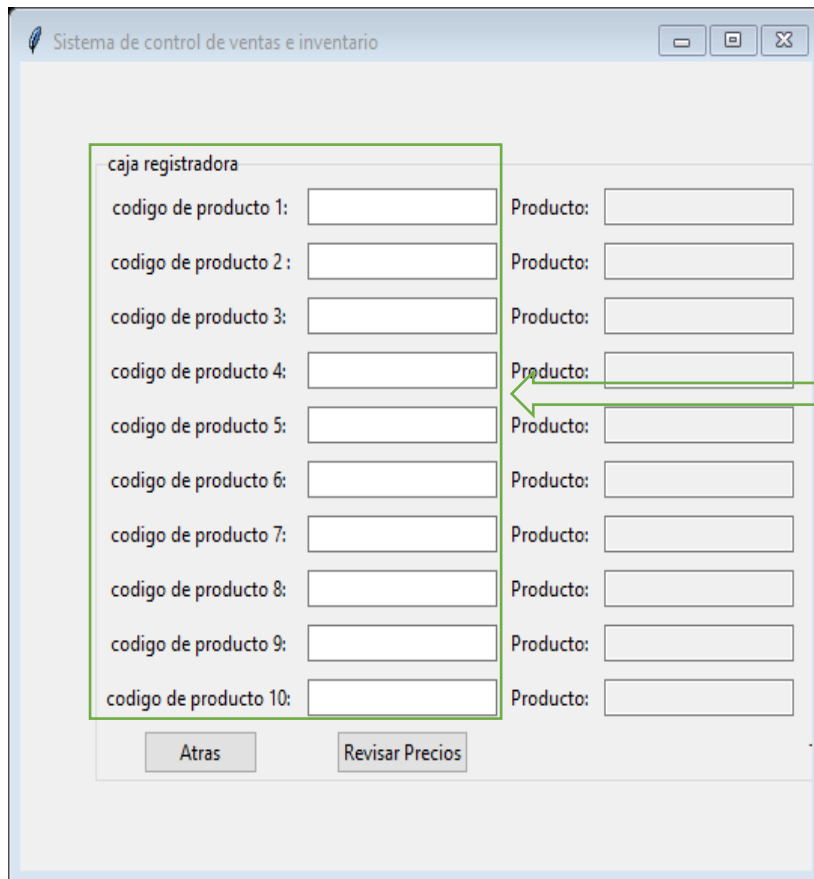 Sistema de control de ventas e inventario
caja registradora
codigo de producto 1: Producto:
codigo de producto 2 : Producto:
codigo de producto 3: Producto:
codigo de producto 4: Producto:
codigo de producto 5: Producto:
codigo de producto 6: Producto:
codigo de producto 7: Producto:
codigo de producto 8: Producto:
codigo de producto 9: Producto:
codigo de producto 10: Producto:
Atras Revisar Precios